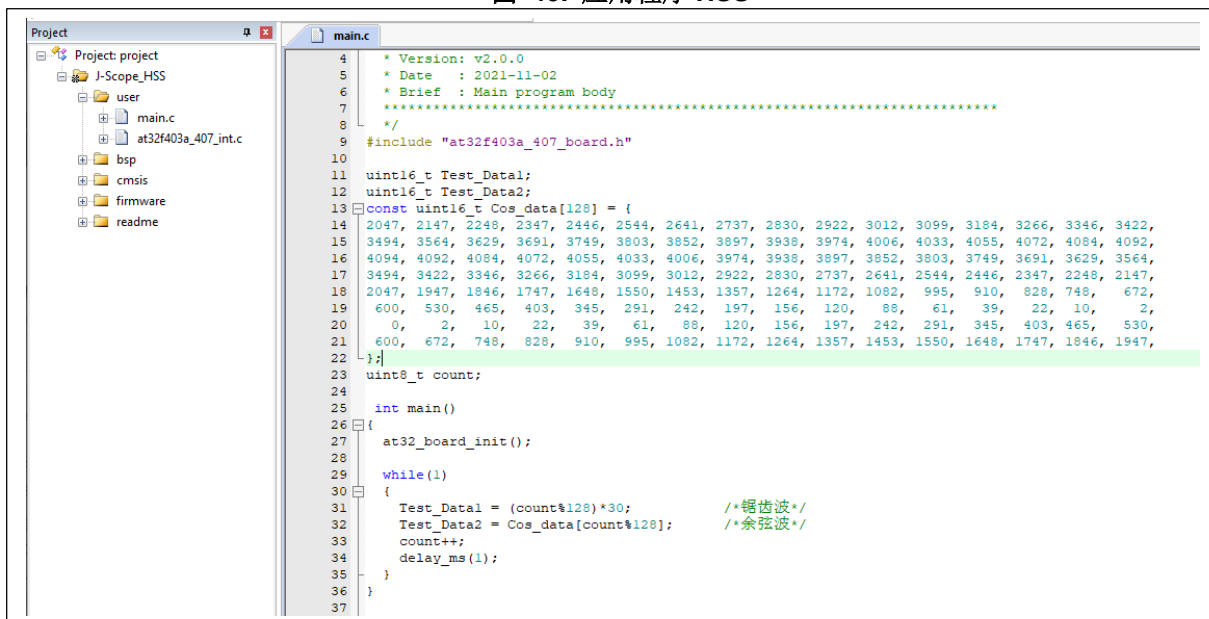 Project
Project: project
J-Scope_HSS
user
main.c
at32f403a_407_int.c
bsp
cmsis
firmware
readme
main.c
4 * Version: v2.0.0
5 * Date : 2021-11-02
6 * Brief : Main program body
7 **************************************************************************
8 */
9 #include "at32f403a_407_board.h"
10
11 uint16_t Test_Data1;
12 uint16_t Test_Data2;
13 const uint16_t Cos_data[128] = {
14 2047, 2147, 2248, 2347, 2446, 2544, 2641, 2737, 2830, 2922, 3012, 3099, 3184, 3266, 3346, 3422,
15 3494, 3564, 3629, 3691, 3749, 3803, 3852, 3897, 3938, 3974, 4006, 4033, 4055, 4072, 4084, 4092,
16 4094, 4092, 4084, 4072, 4055, 4033, 4006, 3974, 3938, 3897, 3852, 3803, 3749, 3691, 3629, 3564,
17 3494, 3422, 3346, 3266, 3184, 3099, 3012, 2922, 2830, 2737, 2641, 2544, 2446, 2347, 2248, 2147,
18 2047, 1947, 1846, 1747, 1648, 1550, 1453, 1357, 1264, 1172, 1082, 995, 910, 828, 748, 672,
19 600, 530, 465, 403, 345, 291, 242, 197, 156, 120, 88, 61, 39, 22, 10, 2,
20 0, 2, 10, 22, 39, 61, 88, 120, 156, 197, 242, 291, 345, 403, 465, 530,
21 600, 672, 748, 828, 910, 995, 1082, 1172, 1264, 1357, 1453, 1550, 1648, 1747, 1846, 1947,
22 };
23 uint8_t count;
24
25 int main()
26 {
27 at32_board_init();
28
29 while(1)
30 {
31 Test_Data1 = (count%128)*30; /*锯齿波*/
32 Test_Data2 = Cos_data[count%128]; /*余弦波*/
33 count++;
34 delay_ms(1);
35 }
36 }
37